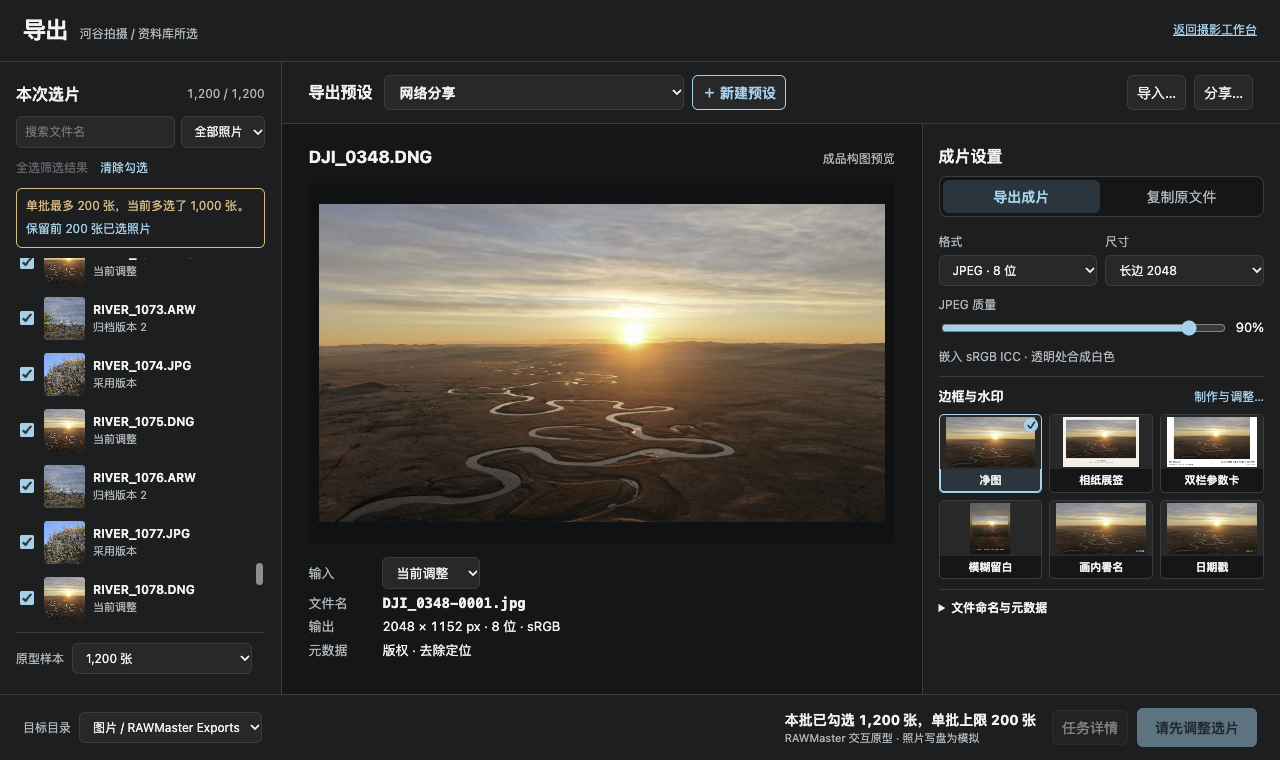 导出
河谷拍摄 / 资料库所选
返回摄影工作台
本次选片
1,200 / 1,200
搜索文件名
全部照片
全选筛选结果
清除勾选
单批最多 200 张，当前多选了 1,000 张。
保留前 200 张已选照片
当前调整
RIVER_1073.ARW
归档版本 2
RIVER_1074.JPG
采用版本
RIVER_1075.DNG
当前调整
RIVER_1076.ARW
归档版本 2
RIVER_1077.JPG
采用版本
RIVER_1078.DNG
当前调整
原型样本
1,200 张
导出预设
网络分享
+ 新建预设
导入...
分享...
DJI_0348.DNG
成品构图预览
输入
当前调整
文件名
DJI_0348-0001.jpg
输出
2048 × 1152 px · 8 位 · sRGB
元数据
版权 · 去除定位
成片设置
导出成片
复制原文件
格式
尺寸
JPEG · 8 位
长边 2048
JPEG 质量
90%
嵌入 sRGB ICC · 透明处合成白色
边框与水印
制作与调整...
净图
相纸展签
双栏参数卡
模糊留白
画内署名
日期戳
文件命名与元数据
目标目录
图片 / RAWMaster Exports
本批已勾选 1,200 张，单批上限 200 张
RAWMaster 交互原型 · 照片写盘为模拟
任务详情
请先调整选片